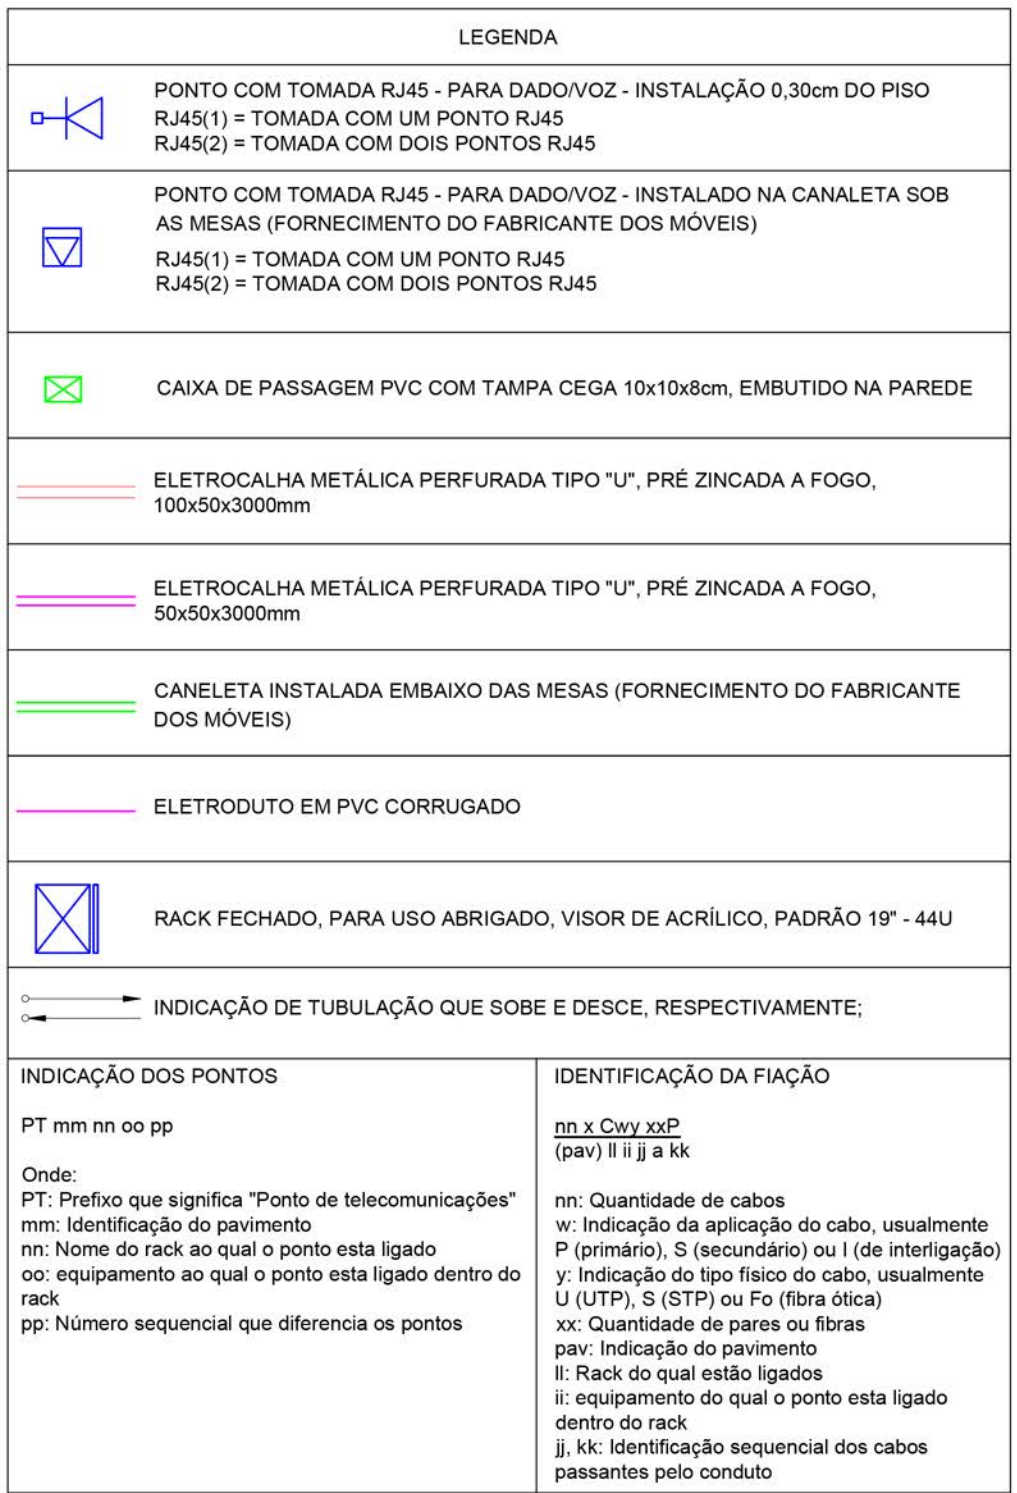 LEGENDA
PONTO COM TOMADA RJ45 - PARA DADO/VOZ - INSTALAÇÃO 0,30cm DO PISO
RJ45(1) = TOMADA COM UM PONTO RJ45
RJ45(2) = TOMADA COM DOIS PONTOS RJ45
PONTO COM TOMADA RJ45 - PARA DADO/VOZ - INSTALADO NA CANALETA SOB
AS MESAS (FORNECIMENTO DO FABRICANTE DOS MÓVEIS)
RJ45(1) = TOMADA COM UM PONTO RJ45
RJ45(2) = TOMADA COM DOIS PONTOS RJ45
CAIXA DE PASSAGEM PVC COM TAMPA CEGA 10x10x8cm, EMBUTIDO NA PAREDE
ELETROCALHA METÁLICA PERFURADA TIPO "U", PRÉ ZINCADA A FOGO,
100x50x3000mm
ELETROCALHA METÁLICA PERFURADA TIPO "U", PRÉ ZINCADA A FOGO,
50x50x3000mm
CANELETA INSTALADA EMBAIXO DAS MESAS (FORNECIMENTO DO FABRICANTE
DOS MÓVEIS)
ELETRODUTO EM PVC CORRUGADO
RACK FECHADO, PARA USO ABRIGADO, VISOR DE ACRÍLICO, PADRÃO 19" - 44U
INDICAÇÃO DE TUBULAÇÃO QUE SOBE E DESCE, RESPECTIVAMENTE;
INDICAÇÃO DOS PONTOS
PT mm nn oo pp
Onde:
PT: Prefixo que significa "Ponto de telecomunicações"
mm: Identificação do pavimento
nn: Nome do rack ao qual o ponto esta ligado
oo: equipamento ao qual o ponto esta ligado dentro do
rack
pp: Número sequencial que diferencia os pontos
IDENTIFICAÇÃO DA FIAÇÃO
nn x Cwy xxP
(pav) ll ii jj a kk
nn: Quantidade de cabos
w: Indicação da aplicação do cabo, usualmente
P (primário), S (secundário) ou I (de interligação)
y: Indicação do tipo físico do cabo, usualmente
U (UTP), S (STP) ou Fo (fibra ótica)
xx: Quantidade de pares ou fibras
pav: Indicação do pavimento
ll: Rack do qual estão ligados
ii: equipamento do qual o ponto esta ligado
dentro do rack
jj, kk: Identificação sequencial dos cabos
passantes pelo conduto